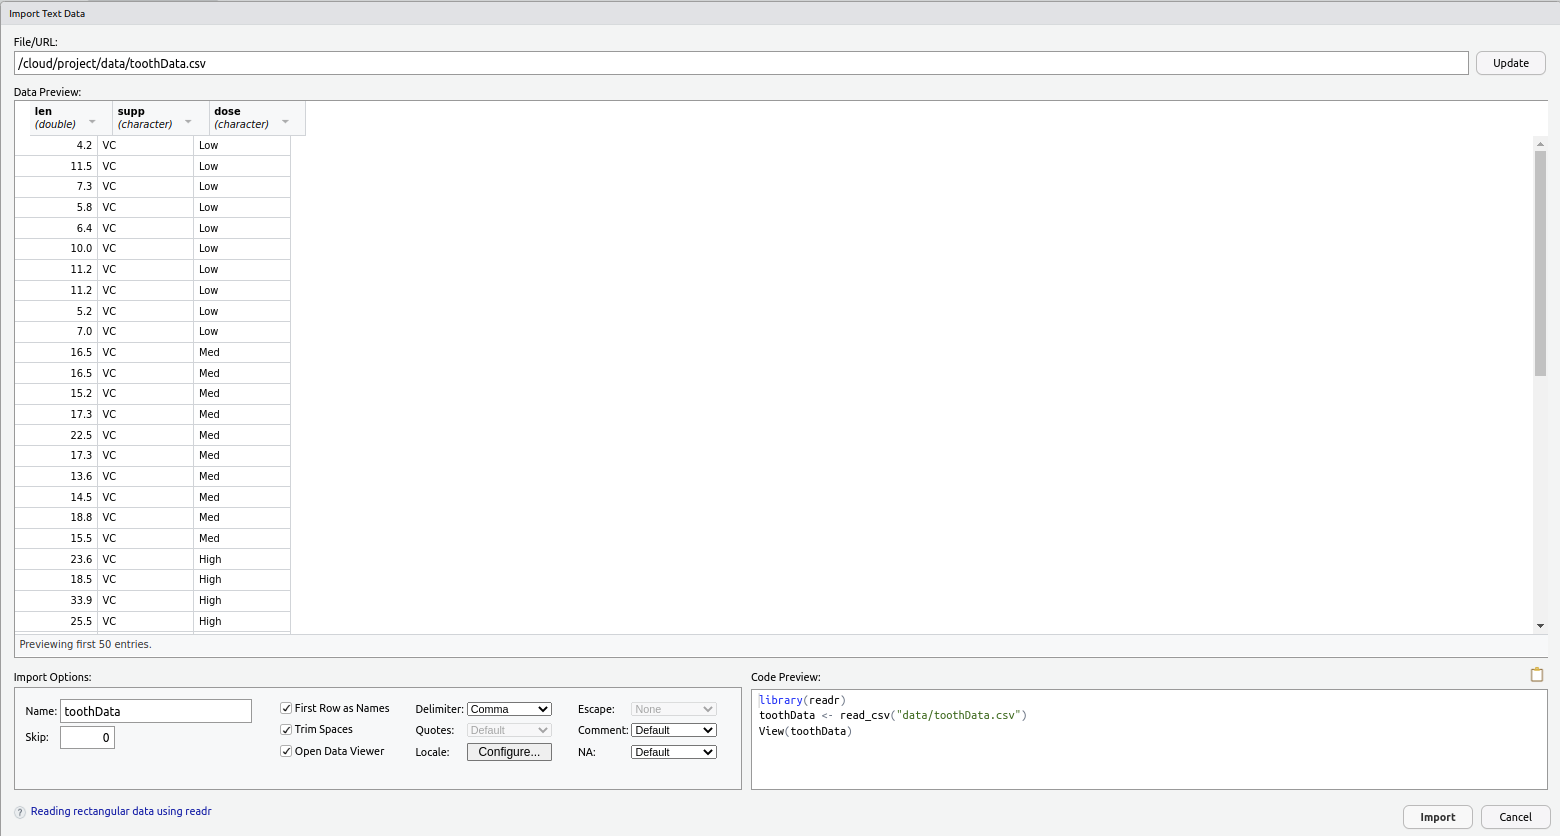 Import Text Data
File/URL:
/cloud/project/data/toothData.csv
Update
Data Preview:
len supp dose
(double) (character) (character)
4.2 VC Low
11.5 VC Low
7.3 VC Low
5.8 VC Low
6.4 VC Low
10.0 VC Low
11.2 VC Low
11.2 VC Low
5.2 VC Low
7.0 VC Low
16.5 VC Med
16.5 VC Med
15.2 VC Med
17.3 VC Med
22.5 VC Med
17.3 VC Med
13.6 VC Med
14.5 VC Med
18.8 VC Med
15.5 VC Med
23.6 VC High
18.5 VC High
33.9 VC High
25.5 VC High
Previewing first 50 entries.
Import Options:
Name: toothData
Skip: 0
First Row as Names
Trim Spaces
Open Data Viewer
Delimiter: Comma
Quotes: Default
Locale: Configure...
Escape: None
Comment: Default
NA: Default
Code Preview:
library(readr)
toothData <- read_csv("data/toothData.csv")
View(toothData)
? Reading rectangular data using readr
Import Cancel